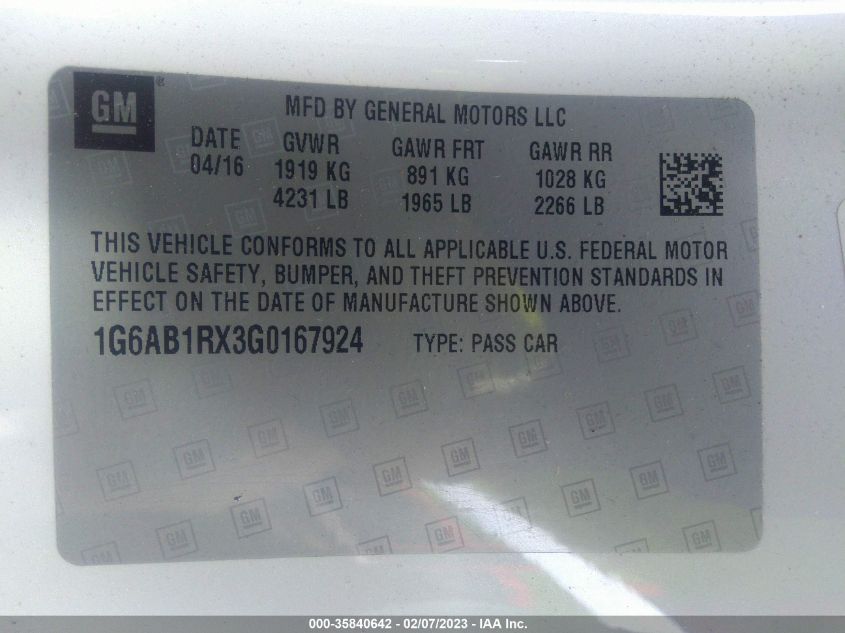 GM ®
MFD BY GENERAL MOTORS LLC
DATE GVWR GAWR FRT GAWR RR
04/16 1919 KG 891 KG 1028 KG
4231 LB 1965 LB 2266 LB
THIS VEHICLE CONFORMS TO ALL APPLICABLE U.S. FEDERAL MOTOR
VEHICLE SAFETY, BUMPER, AND THEFT PREVENTION STANDARDS IN
EFFECT ON THE DATE OF MANUFACTURE SHOWN ABOVE.
1G6AB1RX3G0167924 TYPE: PASS CAR
000-35840642 - 02/07/2023 - IAA Inc.